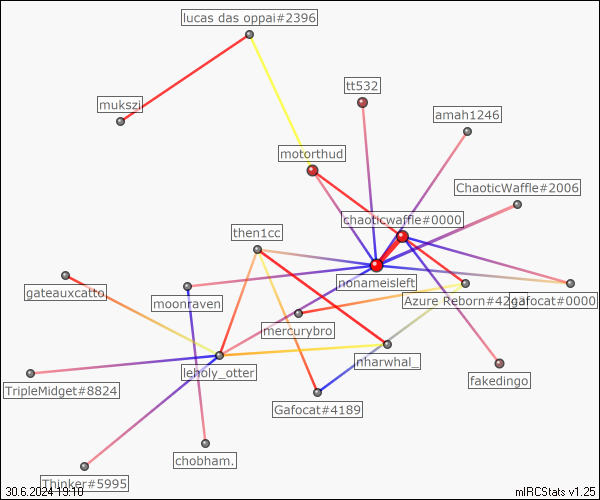 lucas das oppai#2396
tt532
mukszi
amah1246
motorthud
ChaoticWaffle#2006
chaoticwaffle#0000
then1cc
nonameisleft
gateauxcatto
moonraven
Azure Reborn#42
gafocat#0000
mercurybro
nharwhal_
leholy_otter
fakedingo
TripleMidget#8824
Gafocat#4189
chobham.
Thinker#5995
30.6.2024 19:10
mIRCStats v1.25